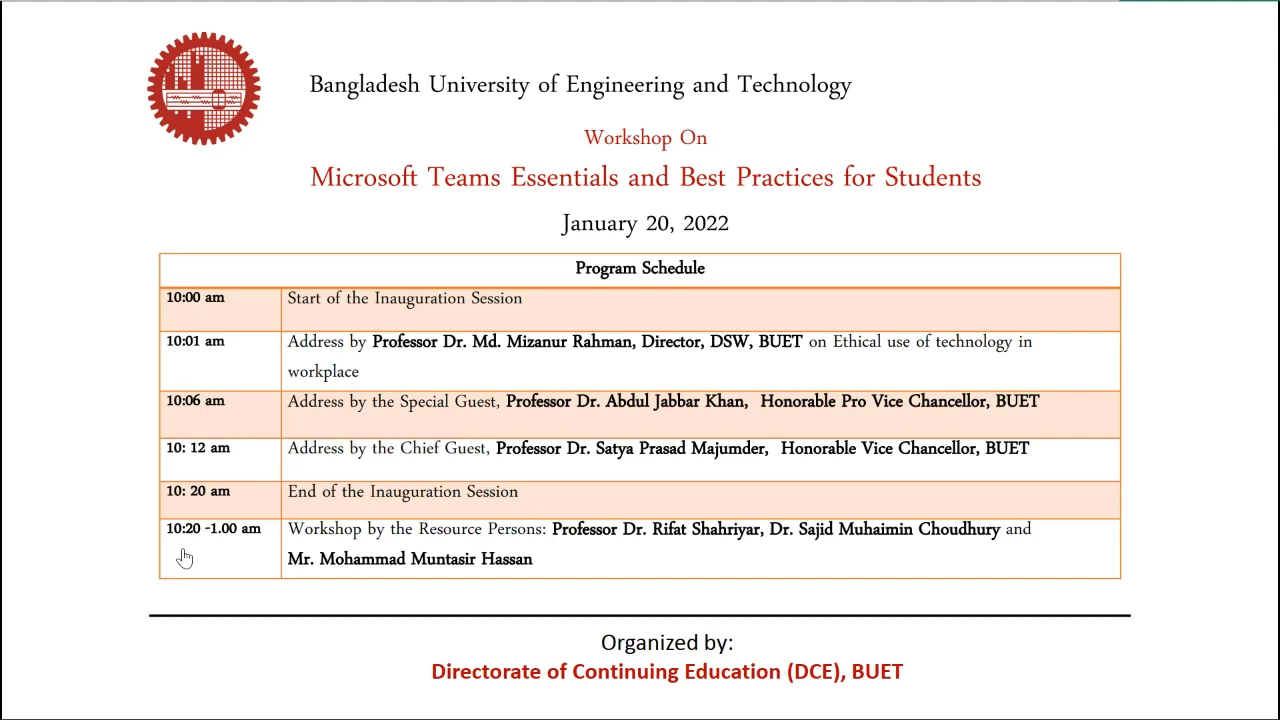 Bangladesh University of Engineering and Technology
Workshop On
Microsoft Teams Essentials and Best Practices for Students
January 20, 2022
Program Schedule
10:00 am Start of the Inauguration Session
10:01 am Address by Professor Dr. Md. Mizanur Rahman, Director, DSW, BUET on Ethical use of technology in
workplace
10:06 am Address by the Special Guest, Professor Dr. Abdul Jabbar Khan, Honorable Pro Vice Chancellor, BUET
10: 12 am Address by the Chief Guest, Professor Dr. Satya Prasad Majumder, Honorable Vice Chancellor, BUET
10: 20 am End of the Inauguration Session
10:20 -1.00 am Workshop by the Resource Persons: Professor Dr. Rifat Shahriyar, Dr. Sajid Muhaimin Choudhury and
Mr. Mohammad Muntasir Hassan
Organized by:
Directorate of Continuing Education (DCE), BUET